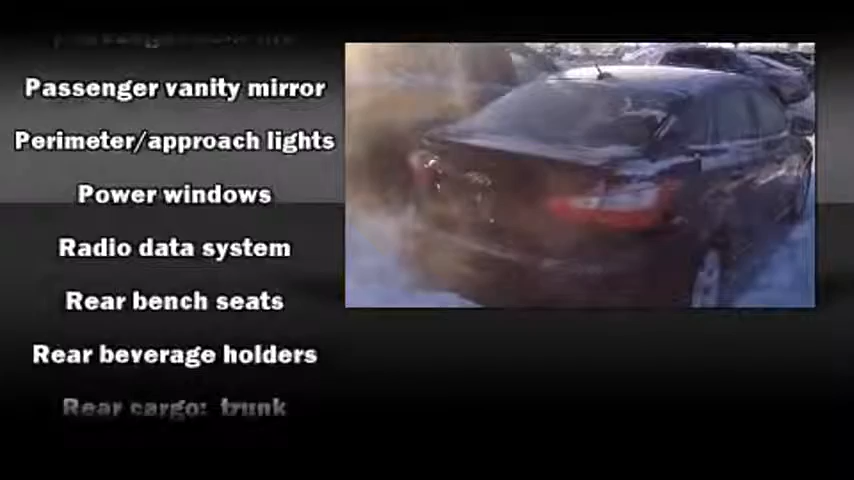 Passenger vanity mirror
Perimeter/approach lights
Power windows
Radio data system
Rear bench seats
Rear beverage holders
Rear cargo: trunk